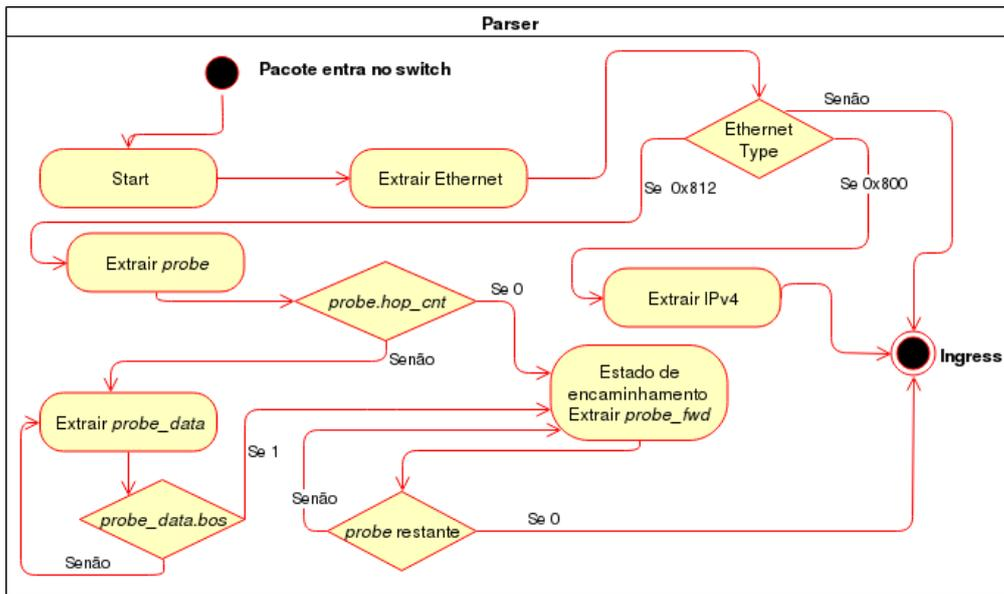 Parser
Pacote entra no switch
Senão
Ethernet
Type
Start
Extrair Ethernet
Se 0x812
Se 0x800
Extrair probe
probe.hop_cnt
Se 0
Extrair IPv4
Senão
Ingress
Estado de
encaminhamento
Extrair probe_fwd
Extrair probe_data
Se 1
Senão
probe_data.bos
probe restante
Se 0
Senão